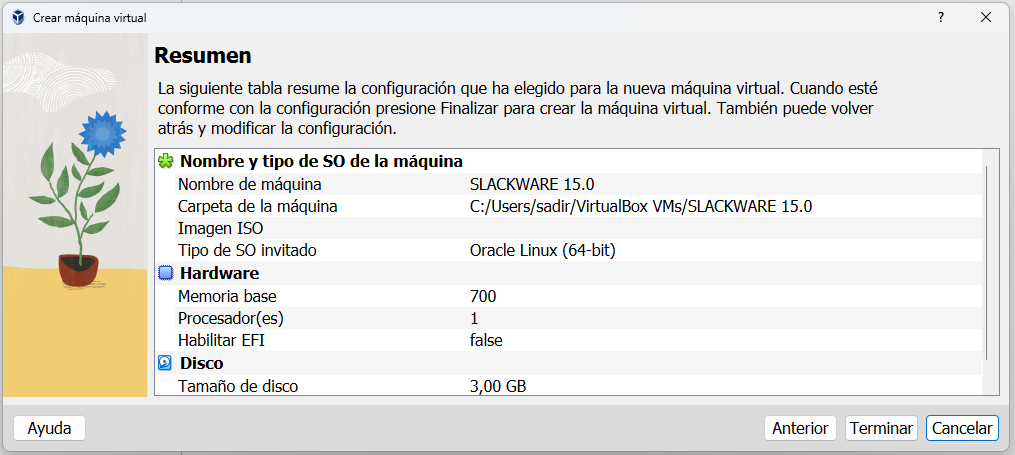 Crear máquina virtual
?
Resumen
La siguiente tabla resume la configuración que ha elegido para la nueva máquina virtual. Cuando esté
conforme con la configuración presione Finalizar para crear la máquina virtual. También puede volver
atrás y modificar la configuración.
Nombre y tipo de SO de la máquina
Nombre de máquina SLACKWARE 15.0
Carpeta de la máquina C:/Users/sadir/VirtualBox VMs/SLACKWARE 15.0
Imagen ISO
Tipo de SO invitado Oracle Linux (64-bit)
Hardware
Memoria base 700
Procesador(es) 1
Habilitar EFI false
Disco
Tamaño de disco 3,00 GB
Ayuda Anterior Terminar Cancelar